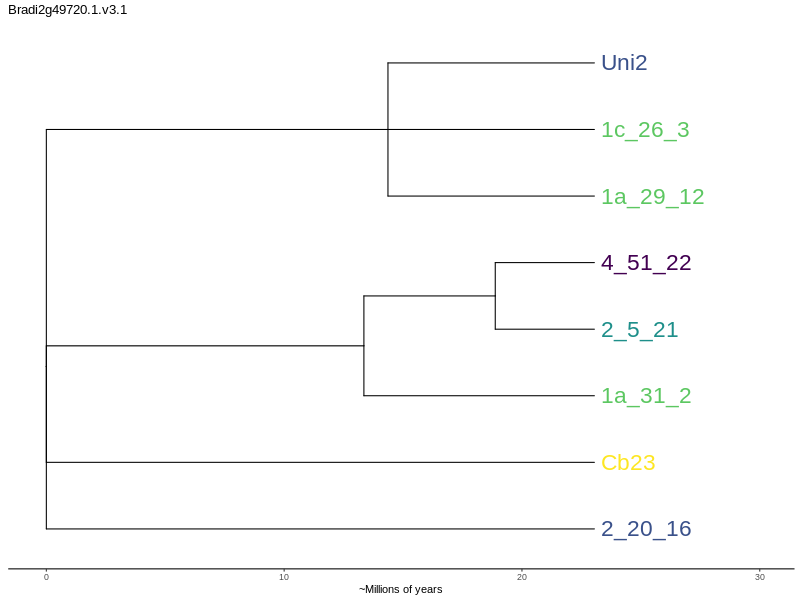 Bradi2g49720.1.v3.1
Uni2
1c_26_3
1a_29_12
4_51_22
2_5_21
1a_31_2
Cb23
2_20_16
0 10 20 30
~Millions of years